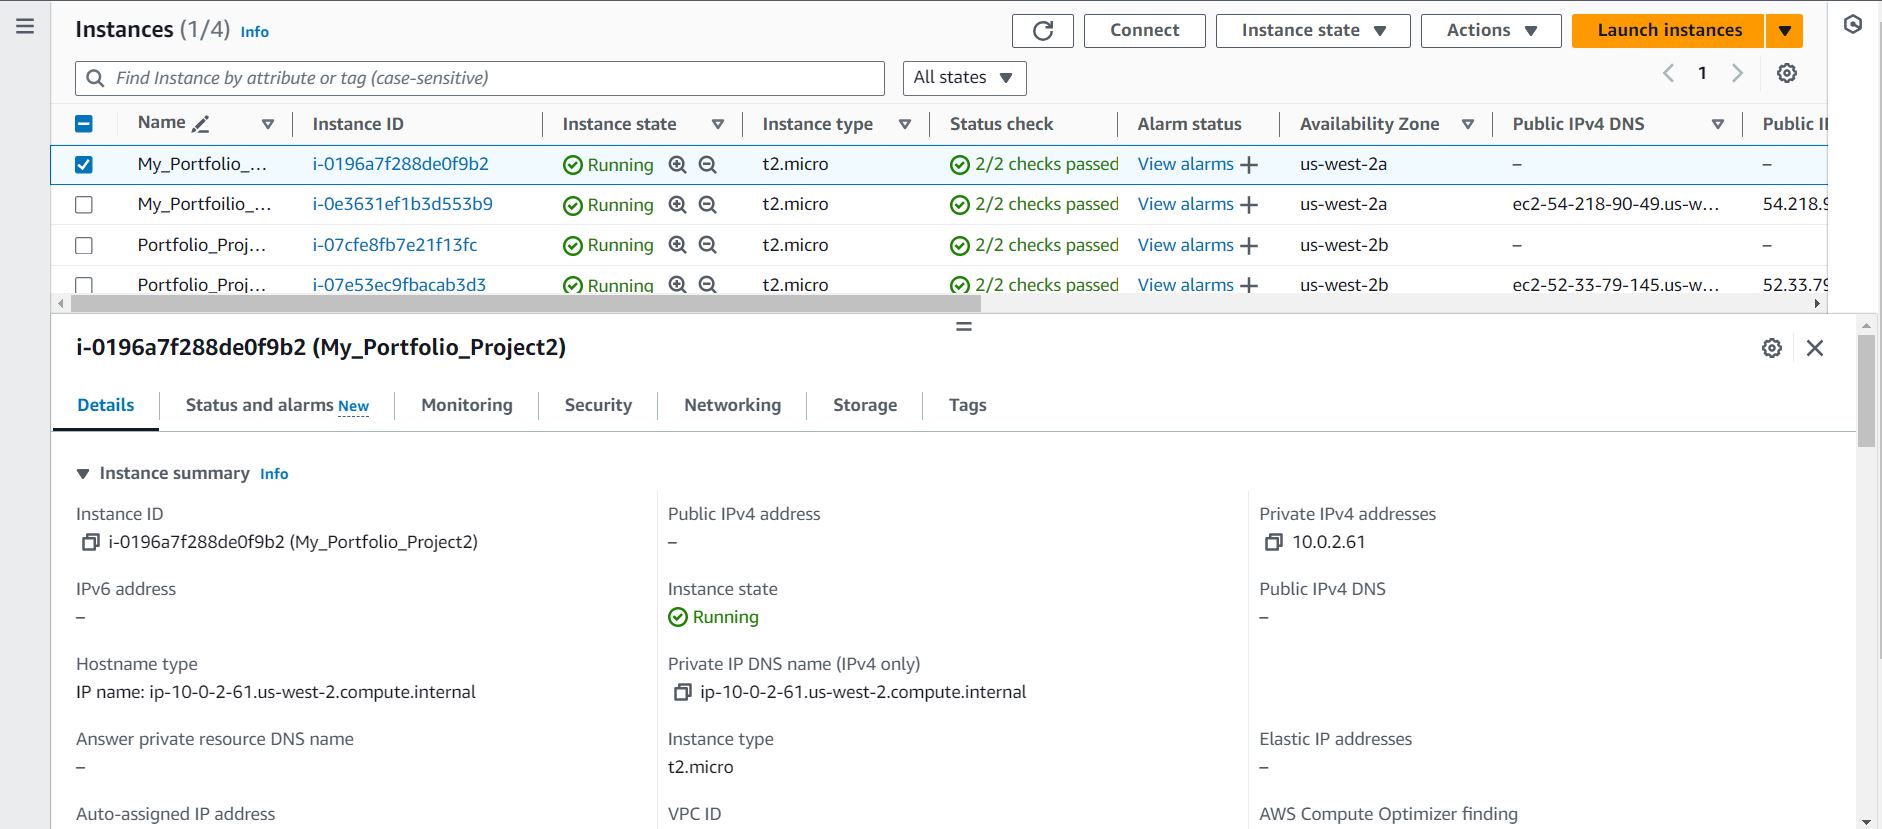 Instances (1/4) Info
Connect
Instance state
Actions
Launch instances
Find Instance by attribute or tag (case-sensitive)
All states
1
Name Instance ID Instance state Instance type Status check Alarm status Availability Zone Public IPv4 DNS Public
My_Portfolio_... i-0196a7f288de0f9b2 Running t2.micro 2/2 checks passed View alarms + us-west-2a – –
My_Portfoilio_... i-0e3631ef1b3d553b9 Running t2.micro 2/2 checks passed View alarms + us-west-2a ec2-54-218-90-49.us-w... 54.218.
Portfolio_Proj... i-07cfe8fb7e21f13fc Running t2.micro 2/2 checks passed View alarms + us-west-2b – –
Portfolio_Proj... i-07e53ec9fbacab3d3 Running t2.micro 2/2 checks passed View alarms + us-west-2b ec2-52-33-79-145.us-w... 52.33.79
i-0196a7f288de0f9b2 (My_Portfolio_Project2)
Details Status and alarms New Monitoring Security Networking Storage Tags
Instance summary Info
Instance ID
i-0196a7f288de0f9b2 (My_Portfolio_Project2)
Public IPv4 address
–
Private IPv4 addresses
10.0.2.61
IPv6 address
–
Instance state
Running
Public IPv4 DNS
–
Hostname type
IP name: ip-10-0-2-61.us-west-2.compute.internal
Private IP DNS name (IPv4 only)
ip-10-0-2-61.us-west-2.compute.internal
Answer private resource DNS name
–
Instance type
t2.micro
Elastic IP addresses
–
Auto-assigned IP address
VPC ID
AWS Compute Optimizer finding